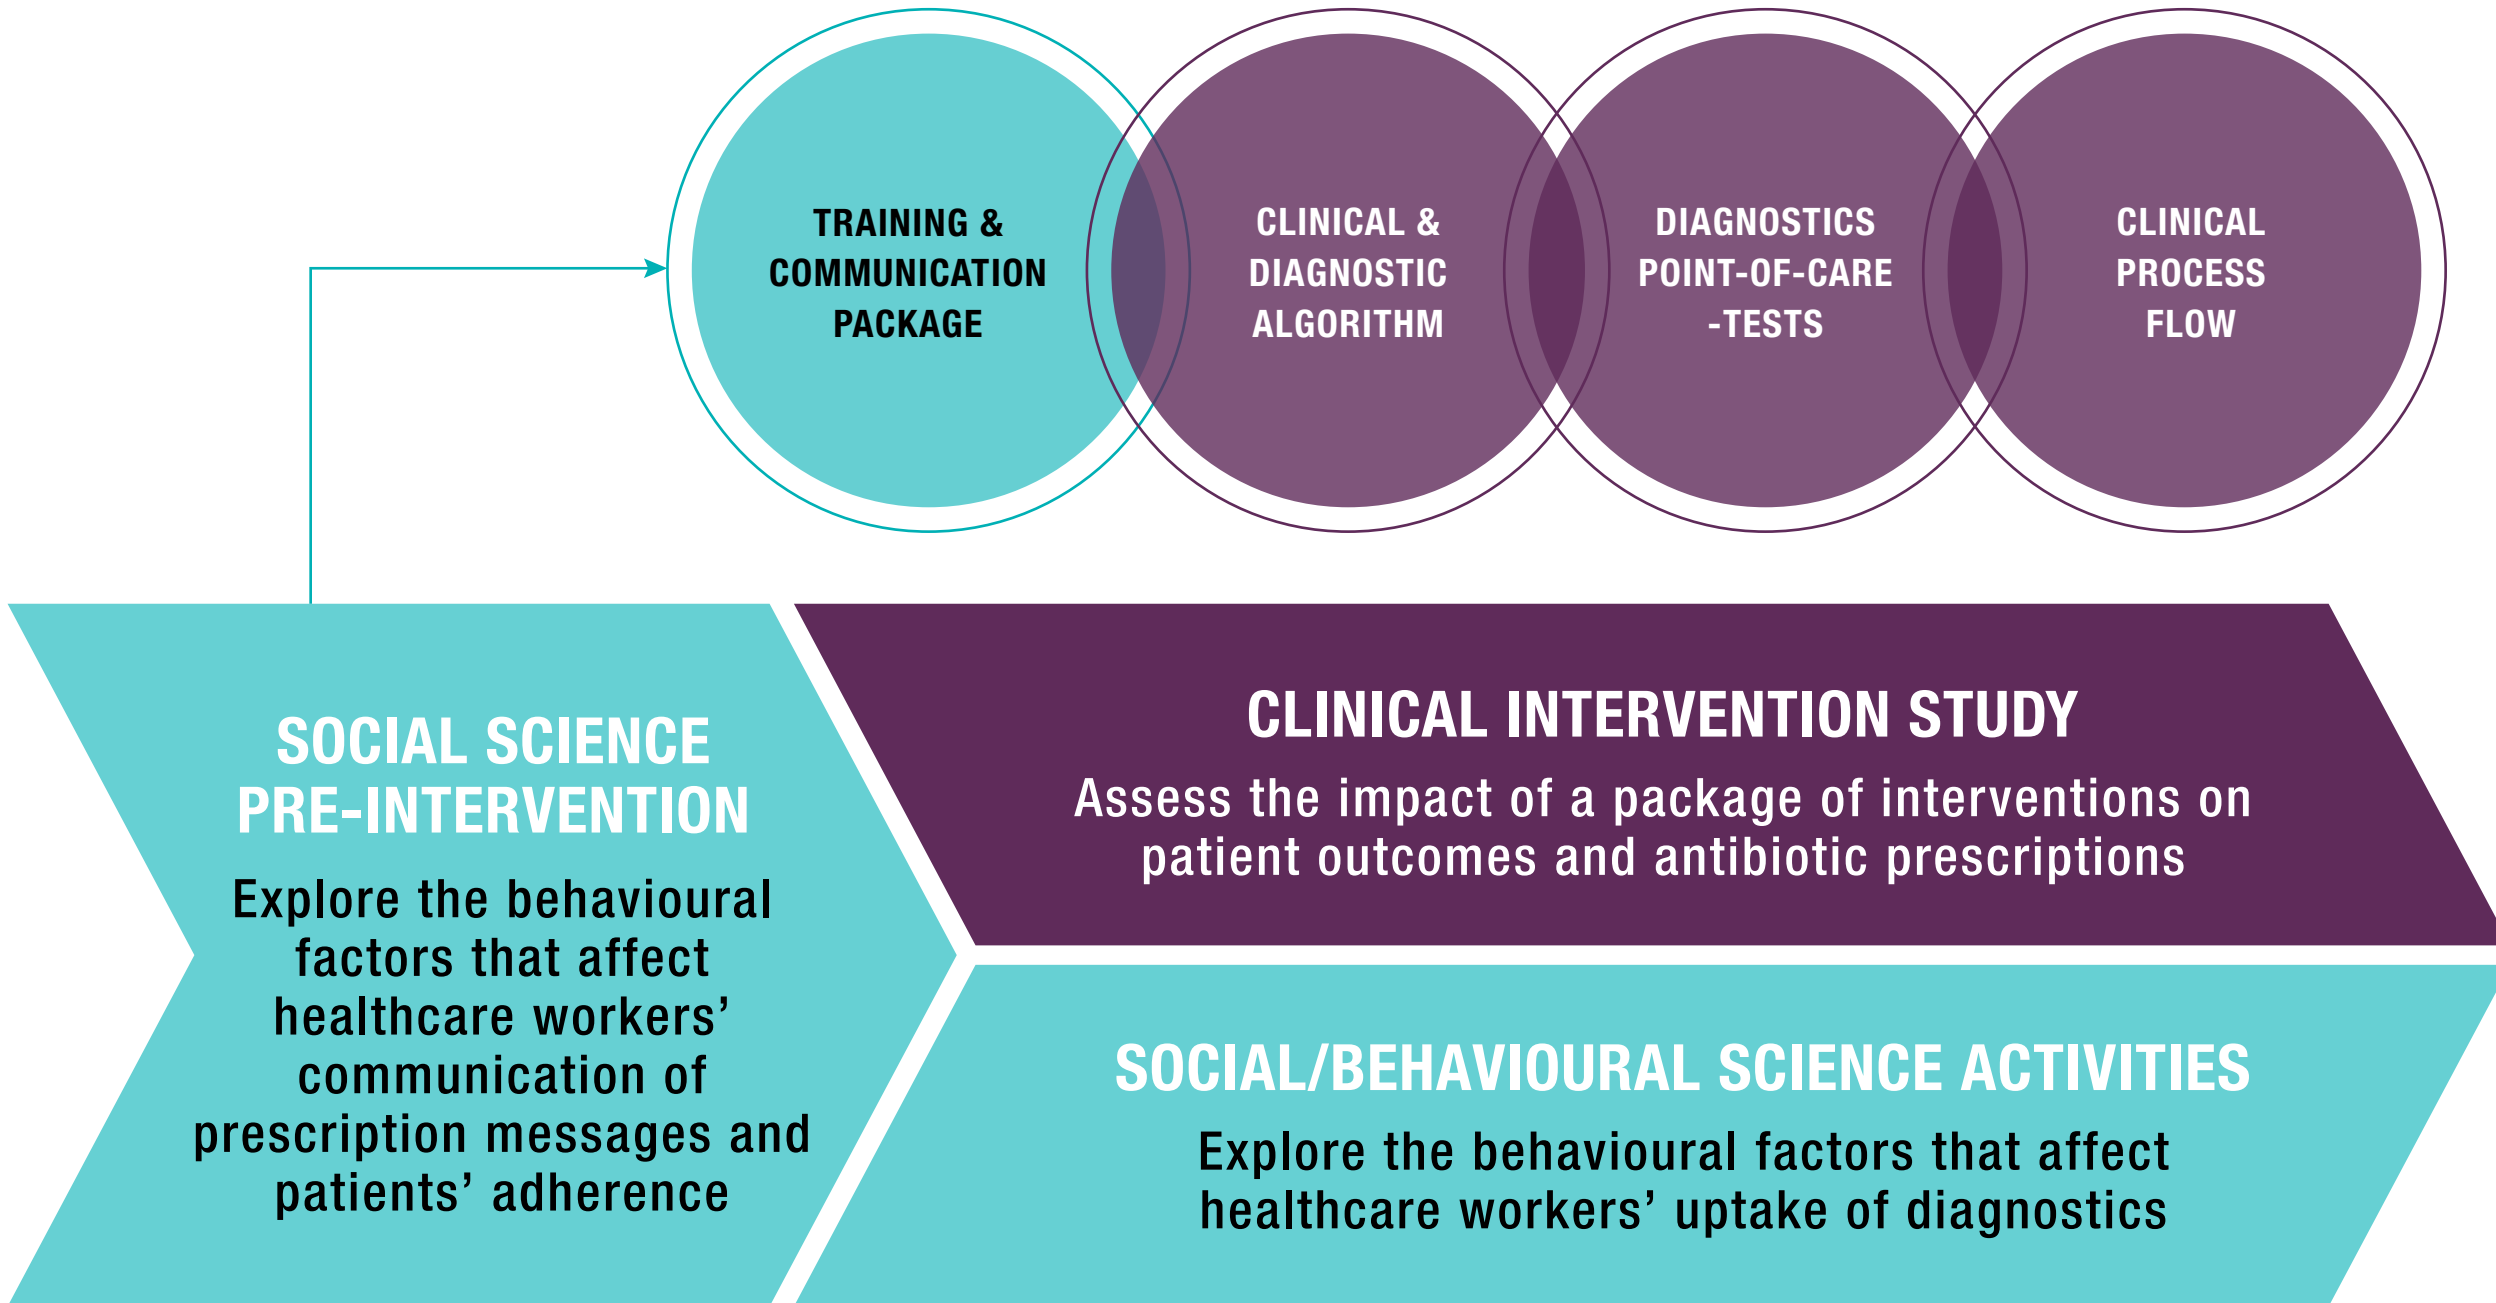 TRAINING &
COMMUNICATION
PACKAGE
CLINICAL &
DIAGNOSTIC
ALGORITHM
DIAGNOSTICS
POINT-OF-CARE
-TESTS
CLINICAL
PROCESS
FLOW
SOCIAL SCIENCE
PRE-INTERVENTION
Explore the behavioural
factors that affect
healthcare workers’
communication of
prescription messages and
patients’ adherence
CLINICAL INTERVENTION STUDY
Assess the impact of a package of interventions on
patient outcomes and antibiotic prescriptions
SOCIAL/BEHAVIOURAL SCIENCE ACTIVITIES
Explore the behavioural factors that affect
healthcare workers’ uptake of diagnostics